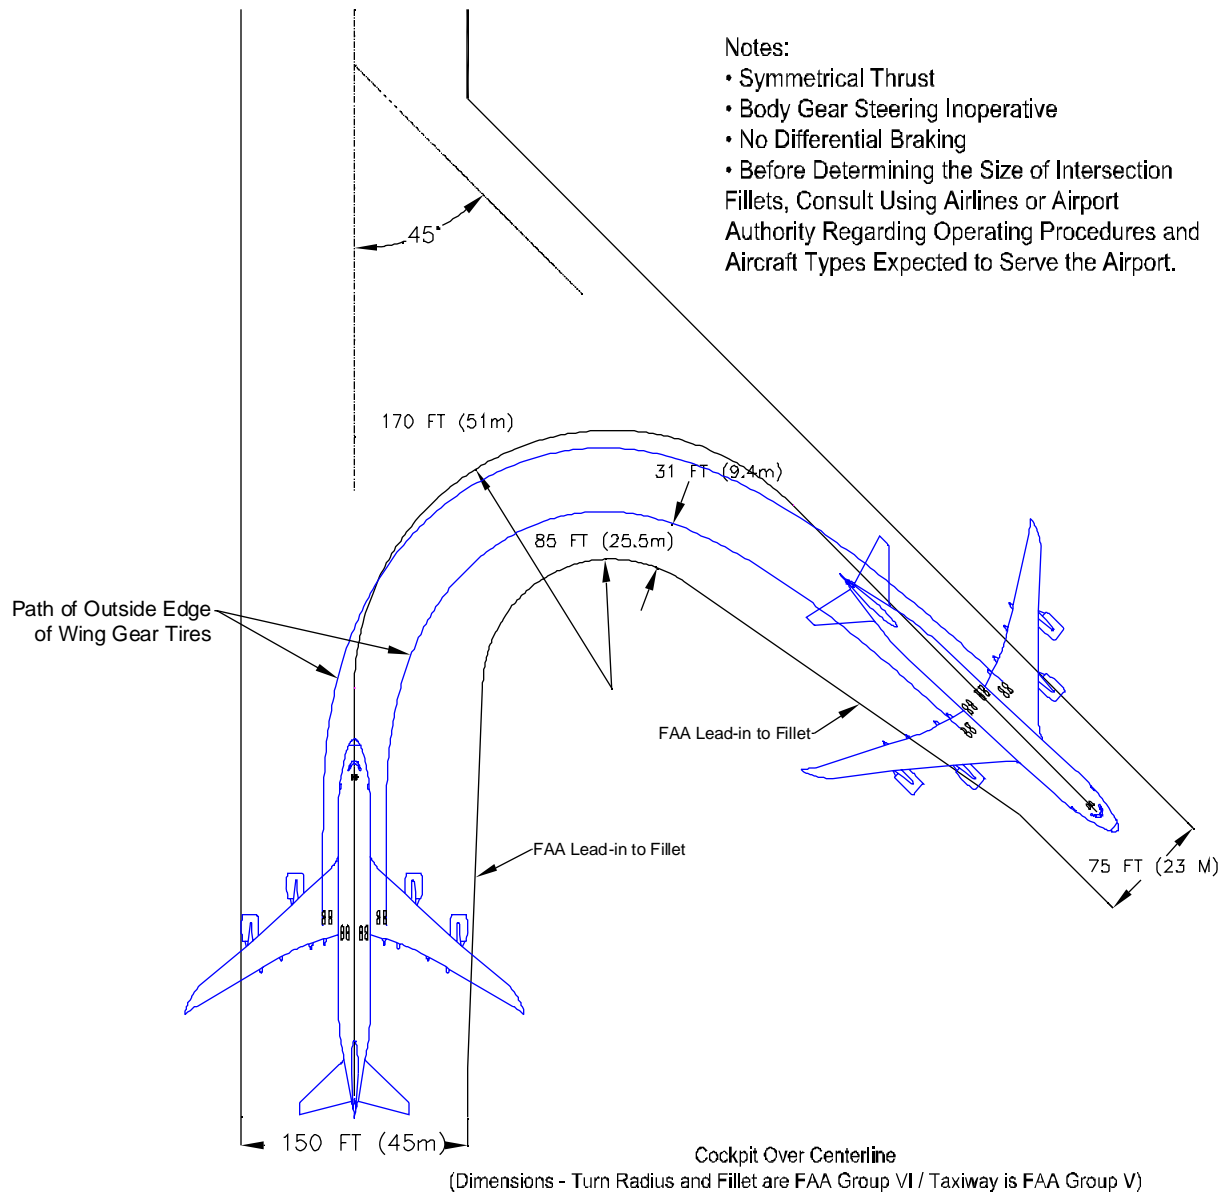 Notes:
• Symmetrical Thrust
• Body Gear Steering Inoperative
• No Differential Braking
• Before Determining the Size of Intersection
Fillets, Consult Using Airlines or Airport
Authority Regarding Operating Procedures and
Aircraft Types Expected to Serve the Airport.
45°
170 FT (51m)
31 FT (9.4m)
85 FT (25.5m)
Path of Outside Edge
of Wing Gear Tires
FAA Lead-in to Fillet
FAA Lead-in to Fillet
75 FT (23 M)
150 FT (45m)
Cockpit Over Centerline
(Dimensions - Turn Radius and Fillet are FAA Group VI / Taxiway is FAA Group V)